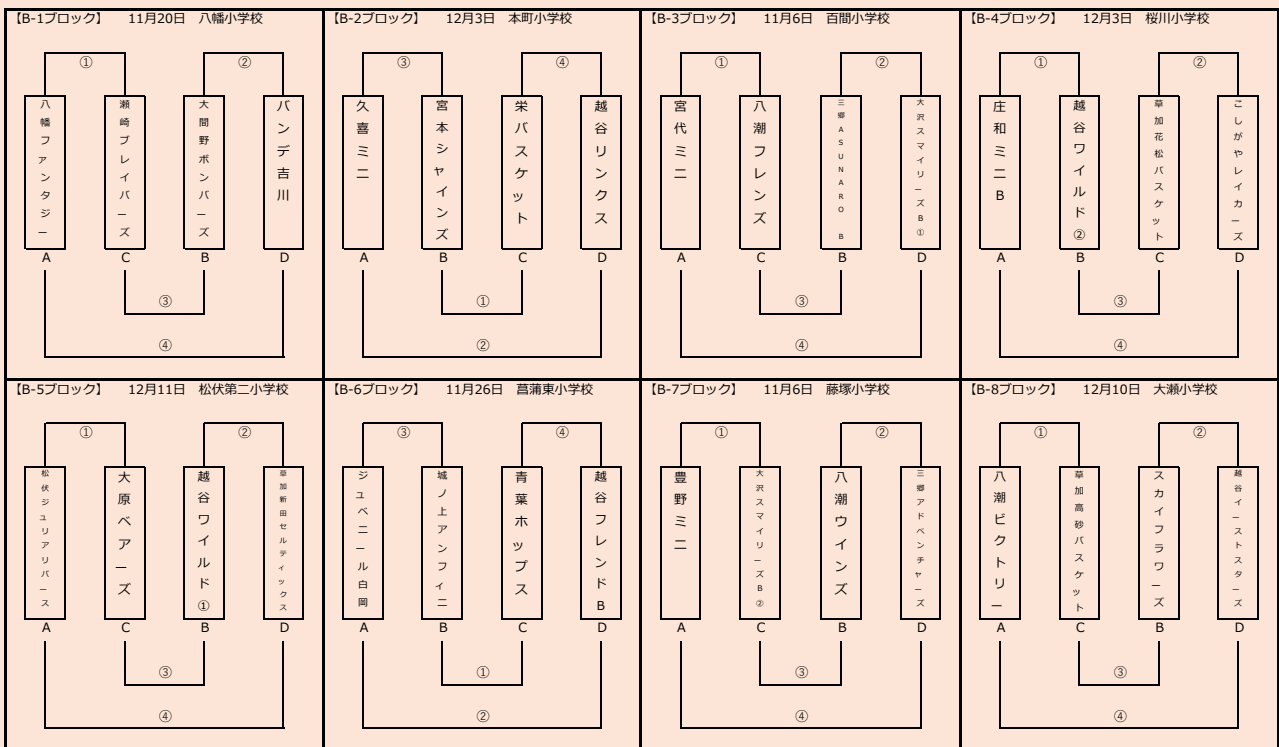 【B-1ブロック】 11月20日 八幡小学校
① ②
八幡ファンタジー
瀬崎ブレイバーズ
大間野ボンバーズ
バンデ吉川
A C B D
③
④
【B-2ブロック】 12月3日 本町小学校
③ ④
久喜ミニ
宮本シャインズ
栄バスケット
越谷リンクス
A B C D
①
②
【B-3ブロック】 11月6日 百間小学校
① ②
宮代ミニ
八潮フレンズ
三郷ASUNARO B
大沢スマイリーズB①
A C B D
③
④
【B-4ブロック】 12月3日 桜川小学校
① ②
庄和ミニB
越谷ワイルド②
草加花松バスケット
こしがやレイカーズ
A B C D
③
④
【B-5ブロック】 12月11日 松伏第二小学校
① ②
松伏ジュリアリバース
大原ベアーズ
越谷ワイルド①
草加新田セルティックス
A C B D
③
④
【B-6ブロック】 11月26日 菖蒲東小学校
③ ④
ジュベニール白岡
城ノ上アンフィニ
青葉ホップス
越谷フレンドB
A B C D
①
②
【B-7ブロック】 11月6日 藤塚小学校
① ②
豊野ミニ
大沢スマイリーズB②
八潮ウインズ
三郷アドベンチャーズ
A C B D
③
④
【B-8ブロック】 12月10日 大瀬小学校
① ②
八潮ビクトリー
草加高砂バスケット
スカイフラワーズ
越谷イーストスターズ
A C B D
③
④